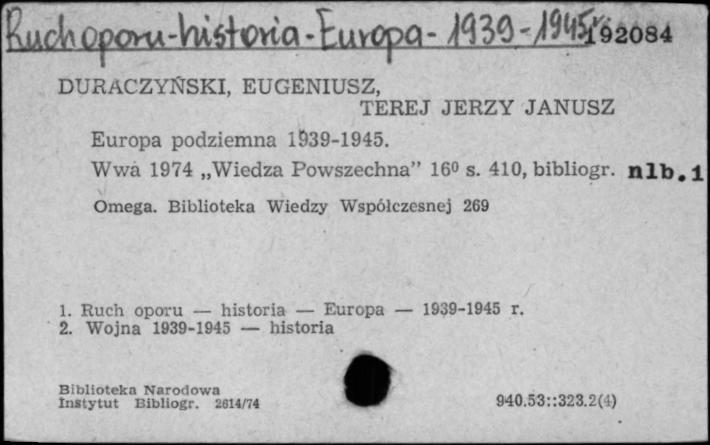 Ruch oporu - historia - Europa - 1939 - 1945 r. 192084
DURACZYŃSKI, EUGENIUSZ,
TEREJ JERZY JANUSZ
Europa podziemna 1939-1945.
Wwa 1974 „Wiedza Powszechna” 16⁰ s. 410, bibliogr. nlb.1
Omega. Biblioteka Wiedzy Współczesnej 269
1. Ruch oporu — historia — Europa — 1939-1945 r.
2. Wojna 1939-1945 — historia
Biblioteka Narodowa
Instytut Bibliogr. 2614/74 940.53::323.2(4)